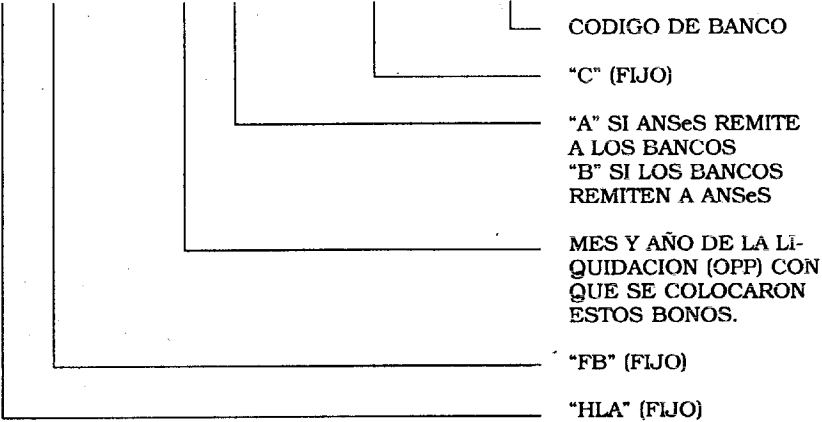 CODIGO DE BANCO
"C" (FIJO)
"A" SI ANSeS REMITE
A LOS BANCOS
"B" SI LOS BANCOS
REMITEN A ANSeS
MES Y AÑO DE LA LI-
QUIDACION (OPP) CON
QUE SE COLOCARON
ESTOS BONOS.
"FB" (FIJO)
"HLA" (FIJO)